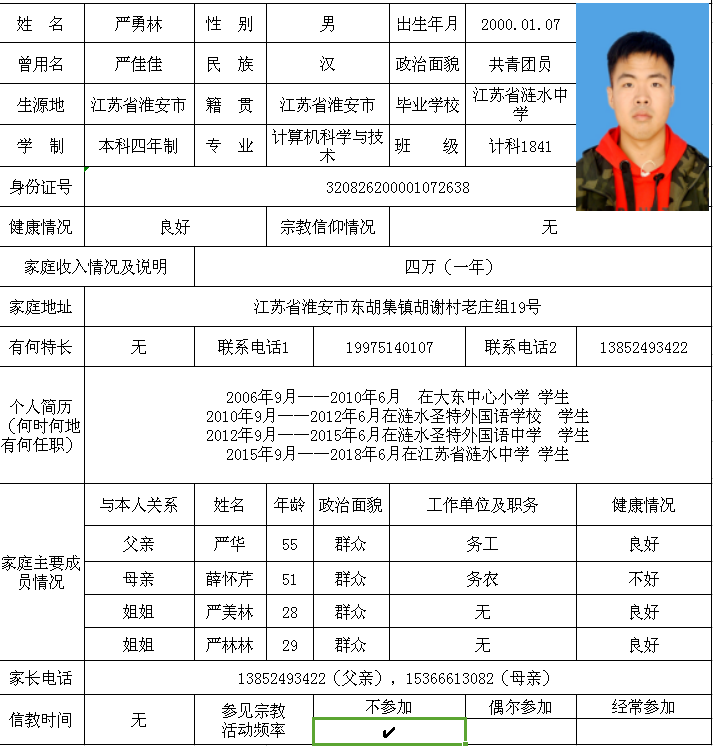 姓 名 严勇林 性 别 男 出生年月 2000.01.07
曾用名 严佳佳 民 族 汉 政治面貌 共青团员
生源地 江苏省淮安市 籍 贯 江苏省淮安市 毕业学校 江苏省涟水中学
学 制 本科四年制 专 业 计算机科学与技术 班 级 计科1841
身份证号 320826200001072638
健康情况 良好 宗教信仰情况 无
家庭收入情况及说明 四万（一年）
家庭地址 江苏省淮安市东胡集镇胡谢村老庄组19号
有何特长 无 联系电话1 19975140107 联系电话2 13852493422
个人简历
（何时何地
有何任职）
2006年9月——2010年6月 在大东中心小学 学生
2010年9月——2012年6月在涟水圣特外国语学校 学生
2012年9月——2015年6月在涟水圣特外国语中学 学生
2015年9月——2018年6月在江苏省涟水中学 学生
家庭主要成
员情况
与本人关系 姓名 年龄 政治面貌 工作单位及职务 健康情况
父亲 严华 55 群众 务工 良好
母亲 薛怀芹 51 群众 务农 不好
姐姐 严美林 28 群众 无 良好
姐姐 严林林 29 群众 无 良好
家长电话 13852493422（父亲），15366613082（母亲）
信教时间 无 参见宗教
活动频率
不参加 偶尔参加 经常参加
✔